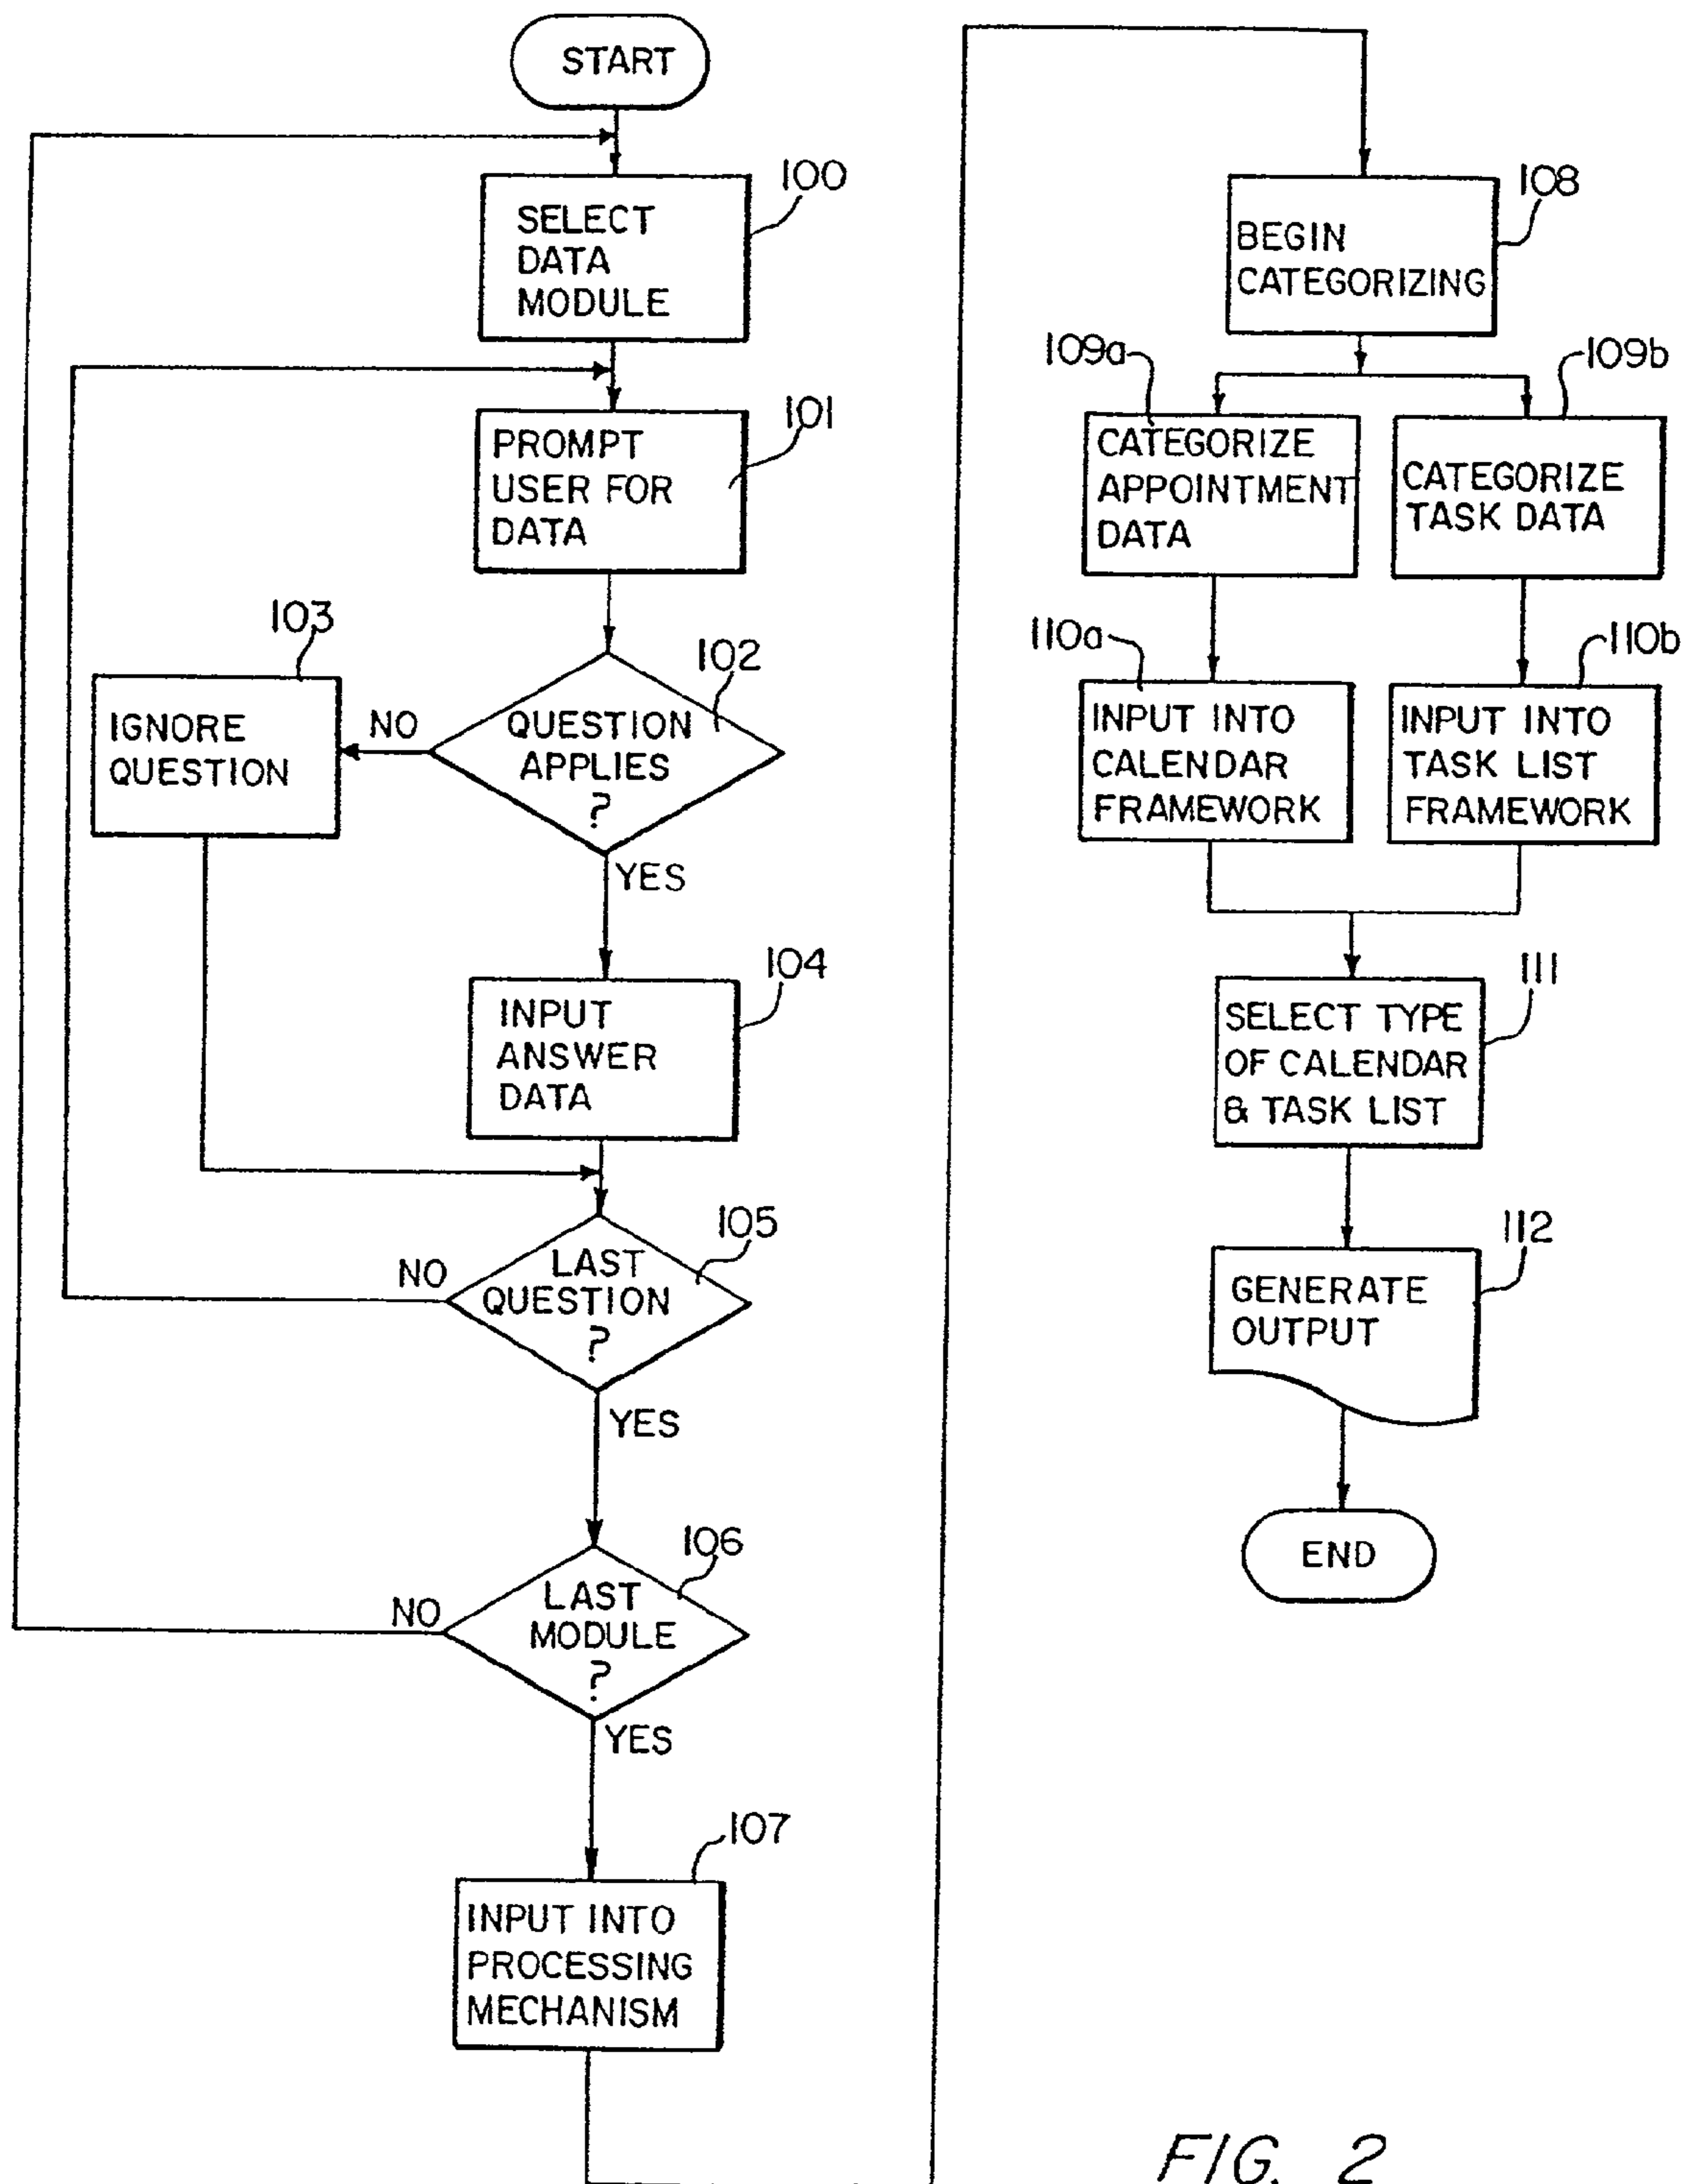 START
100
SELECT
DATA
MODULE
101
PROMPT
USER FOR
DATA
102
QUESTION
APPLIES
?
NO
103
IGNORE
QUESTION
YES
104
INPUT
ANSWER
DATA
105
LAST
QUESTION
?
NO
YES
106
LAST
MODULE
?
NO
YES
107
INPUT INTO
PROCESSING
MECHANISM
108
BEGIN
CATEGORIZING
109a
CATEGORIZE
APPOINTMENT
DATA
109b
CATEGORIZE
TASK DATA
110a
INPUT INTO
CALENDAR
FRAMEWORK
110b
INPUT INTO
TASK LIST
FRAMEWORK
111
SELECT TYPE
OF CALENDAR
& TASK LIST
112
GENERATE
OUTPUT
END
FIG. 2